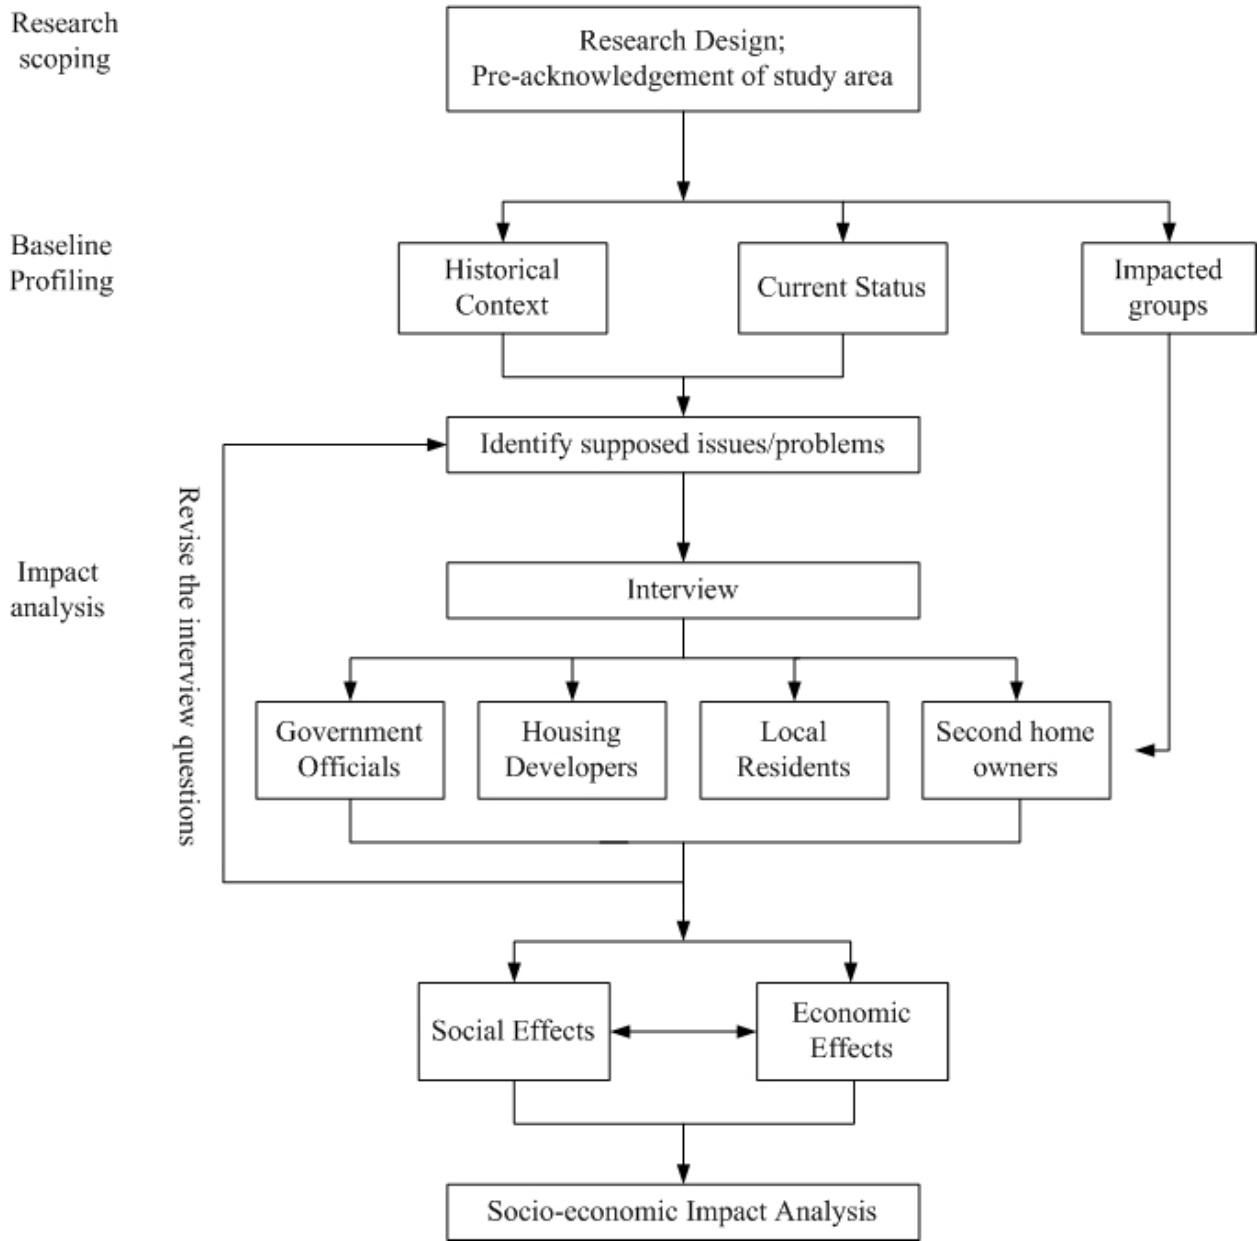 Research
scoping
Research Design;
Pre-acknowledgement of study area
Baseline
Profiling
Historical
Context
Current Status
Impacted
groups
Identify supposed issues/problems
Revise the interview questions
Impact
analysis
Interview
Government
Officials
Housing
Developers
Local
Residents
Second home
owners
Social Effects
Economic
Effects
Socio-economic Impact Analysis